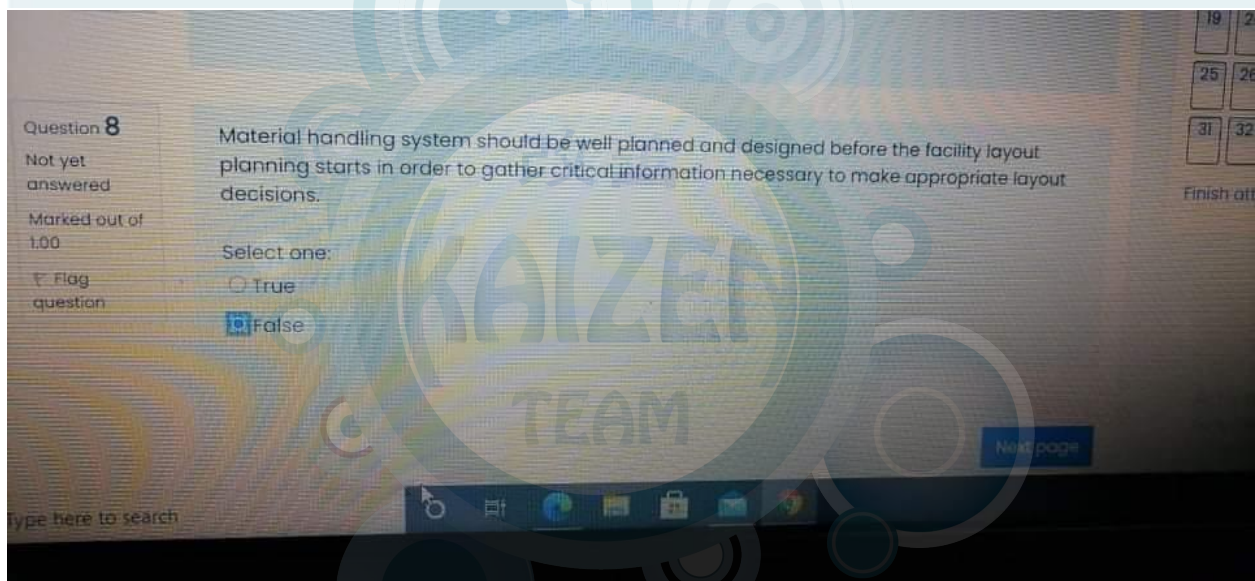 19
25 26
31 32
Finish att
Question 8
Not yet
answered
Marked out of
1.00
Flag
question
Material handling system should be well planned and designed before the facility layout
planning starts in order to gather critical information necessary to make appropriate layout
decisions.
Select one:
True
False
KAIZEN
TEAM
Next page
Type here to search